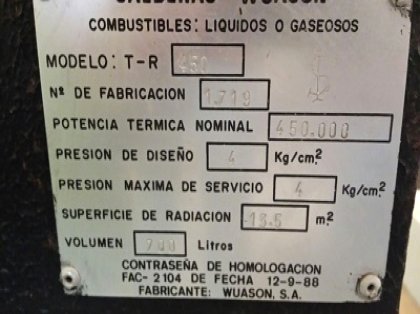 CALDERAS WUASON
COMBUSTIBLES: LIQUIDOS O GASEOSOS
MODELO: T-R 450
Nº DE FABRICACION 1.719
POTENCIA TERMICA NOMINAL 450.000
PRESION DE DISEÑO 4 Kg/cm²
PRESION MAXIMA DE SERVICIO 4 Kg/cm²
SUPERFICIE DE RADIACION 13.5 m²
VOLUMEN Litros
CONTRASEÑA DE HOMOLOGACION
FAC-2104 DE FECHA 12-9-88
FABRICANTE: WUASON, S.A.